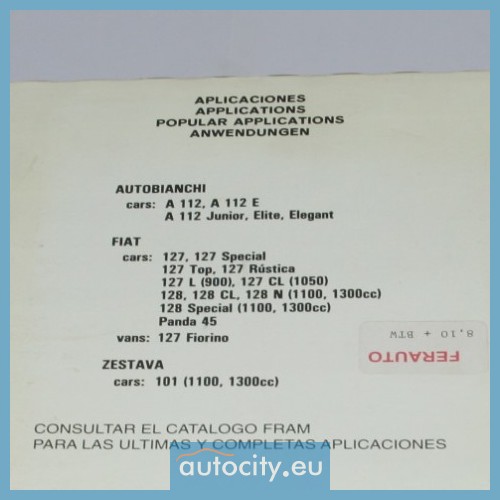 APLICACIONES
APPLICATIONS
POPULAR APPLICATIONS
ANWENDUNGEN
AUTOBIANCHI
cars: A 112, A 112 E
A 112 Junior, Elite, Elegant
FIAT
cars: 127, 127 Special
127 Top, 127 Rústica
127 L (900), 127 CL (1050)
128, 128 CL, 128 N (1100, 1300cc)
128 Special (1100, 1300cc)
Panda 45
vans: 127 Fiorino
8,10 + BTW
FERAUTO
ZESTAVA
cars: 101 (1100, 1300cc)
CONSULTAR EL CATALOGO FRAM
PARA LAS ULTIMAS Y COMPLETAS APLICACIONES
autocity.eu